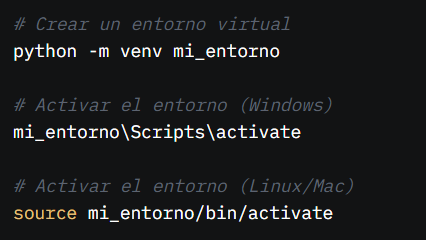 # Crear un entorno virtual
python -m venv mi_entorno
# Activar el entorno (Windows)
mi_entorno\Scripts\activate
# Activar el entorno (Linux/Mac)
source mi_entorno/bin/activate